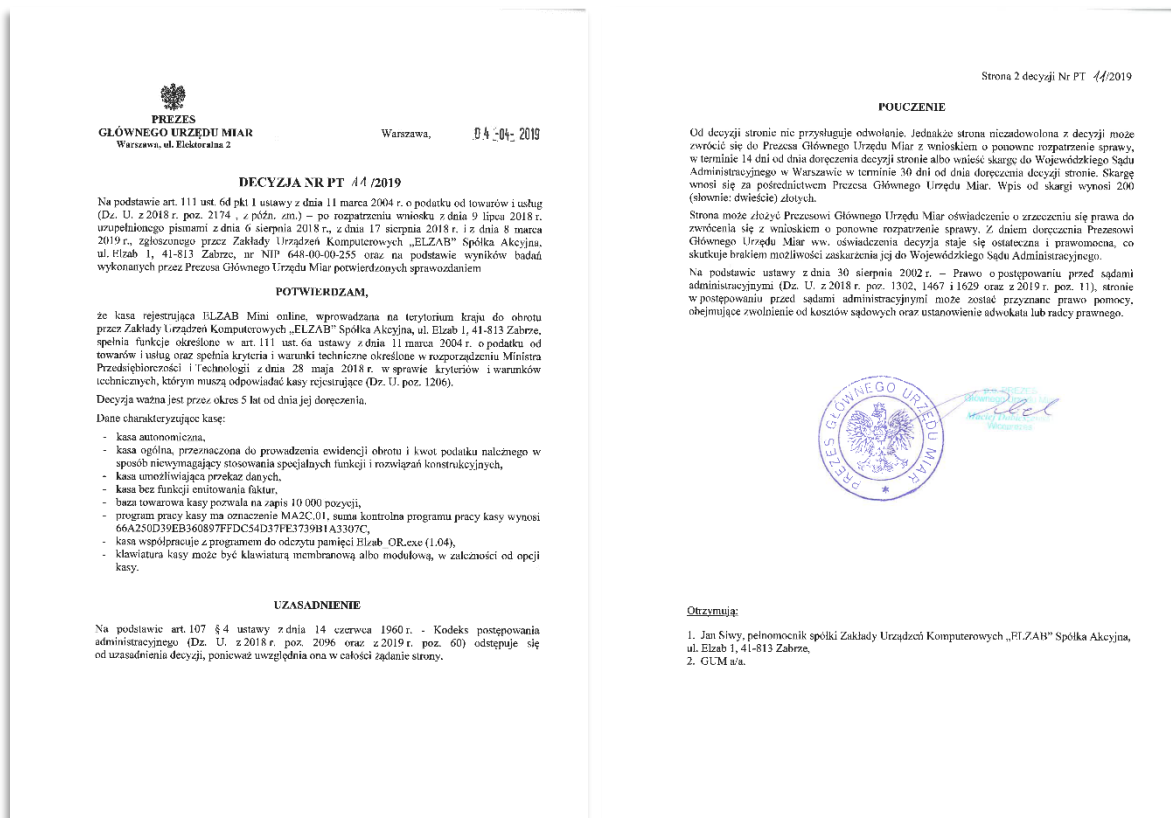 PREZES
GŁÓWNEGO URZĘDU MIAR
Warszawa, ul. Elektoralna 2
Warszawa, 04-04-2019
DECYZJA NR PT 11/2019
Na podstawie art. 111 ust. 6d pkt 1 ustawy z dnia 11 marca 2004 r. o podatku od towarów i usług
(Dz. U. z 2018 r. poz. 2174 , z późn. zm.) – po rozpatrzeniu wniosku z dnia 9 lipca 2018 r.
uzupełnionego pismami z dnia 6 sierpnia 2018 r., z dnia 17 sierpnia 2018 r. i z dnia 8 marca
2019 r., zgłoszonego przez Zakłady Urządzeń Komputerowych „ELZAB” Spółka Akcyjna,
ul. Elzab 1, 41-813 Zabrze, nr NIP 648-00-00-255 oraz na podstawie wyników badań
wykonanych przez Prezesa Głównego Urzędu Miar potwierdzonych sprawozdaniem
POTWIERDZAM,
że kasa rejestrująca ELZAB Mini online, wprowadzana na terytorium kraju do obrotu
przez Zakłady Urządzeń Komputerowych „ELZAB” Spółka Akcyjna, ul. Elzab 1, 41-813 Zabrze,
spełnia funkcje określone w art. 111 ust. 6a ustawy z dnia 11 marca 2004 r. o podatku od
towarów i usług oraz spełnia kryteria i warunki techniczne określone w rozporządzeniu Ministra
Przedsiębiorczości i Technologii z dnia 28 maja 2018 r. w sprawie kryteriów i warunków
technicznych, którym muszą odpowiadać kasy rejestrujące (Dz. U. poz. 1206).
Decyzja ważna jest przez okres 5 lat od dnia jej doręczenia.
Dane charakteryzujące kasę:
- kasa autonomiczna,
- kasa ogólna, przeznaczona do prowadzenia ewidencji obrotu i kwot podatku należnego w
sposób niewymagający stosowania specjalnych funkcji i rozwiązań konstrukcyjnych,
- kasa umożliwiająca przekaz danych,
- kasa bez funkcji emitowania faktur,
- baza towarowa kasy pozwala na zapis 10 000 pozycji,
- program pracy kasy ma oznaczenie MA2C.01, suma kontrolna programu pracy kasy wynosi
66A250D39EB360897FFDC54D37FE3739B1A3307C,
- kasa współpracuje z programem do odczytu pamięci Elzab_OR.exe (1.04),
- klawiatura kasy może być klawiaturą membranową albo modułową, w zależności od opcji
kasy.
UZASADNIENIE
Na podstawie art. 107 § 4 ustawy z dnia 14 czerwca 1960 r. - Kodeks postępowania
administracyjnego (Dz. U. z 2018 r. poz. 2096 oraz z 2019 r. poz. 60) odstępuje się
od uzasadnienia decyzji, ponieważ uwzględnia ona w całości żądanie strony.
Strona 2 decyzji Nr PT 11/2019
POUCZENIE
Od decyzji stronie nie przysługuje odwołanie. Jednakże strona niezadowolona z decyzji może
zwrócić się do Prezesa Głównego Urzędu Miar z wnioskiem o ponowne rozpatrzenie sprawy,
w terminie 14 dni od dnia doręczenia decyzji stronie albo wnieść skargę do Wojewódzkiego Sądu
Administracyjnego w Warszawie w terminie 30 dni od dnia doręczenia decyzji stronie. Skargę
wnosi się za pośrednictwem Prezesa Głównego Urzędu Miar. Wpis od skargi wynosi 200
(słownie: dwieście) złotych.
Strona może złożyć Prezesowi Głównego Urzędu Miar oświadczenie o zrzeczeniu się prawa do
zwrócenia się z wnioskiem o ponowne rozpatrzenie sprawy. Z dniem doręczenia Prezesowi
Głównego Urzędu Miar ww. oświadczenia decyzja staje się ostateczna i prawomocna, co
skutkuje brakiem możliwości zaskarżenia jej do Wojewódzkiego Sądu Administracyjnego.
Na podstawie ustawy z dnia 30 sierpnia 2002 r. – Prawo o postępowaniu przed sądami
administracyjnymi (Dz. U. z 2018 r. poz. 1302, 1467 i 1629 oraz z 2019 r. poz. 11), stronie
w postępowaniu przed sądami administracyjnymi może zostać przyznane prawo pomocy,
obejmujące zwolnienie od kosztów sądowych oraz ustanowienie adwokata lub radcy prawnego.
PREZES GŁÓWNEGO URZĘDU MIAR
p.o. PREZESA
Głównego Urzędu Miar
Otrzymują:
1. Jan Siwy, pełnomocnik spółki Zakłady Urządzeń Komputerowych „ELZAB” Spółka Akcyjna,
ul. Elzab 1, 41-813 Zabrze,
2. GUM a/a.